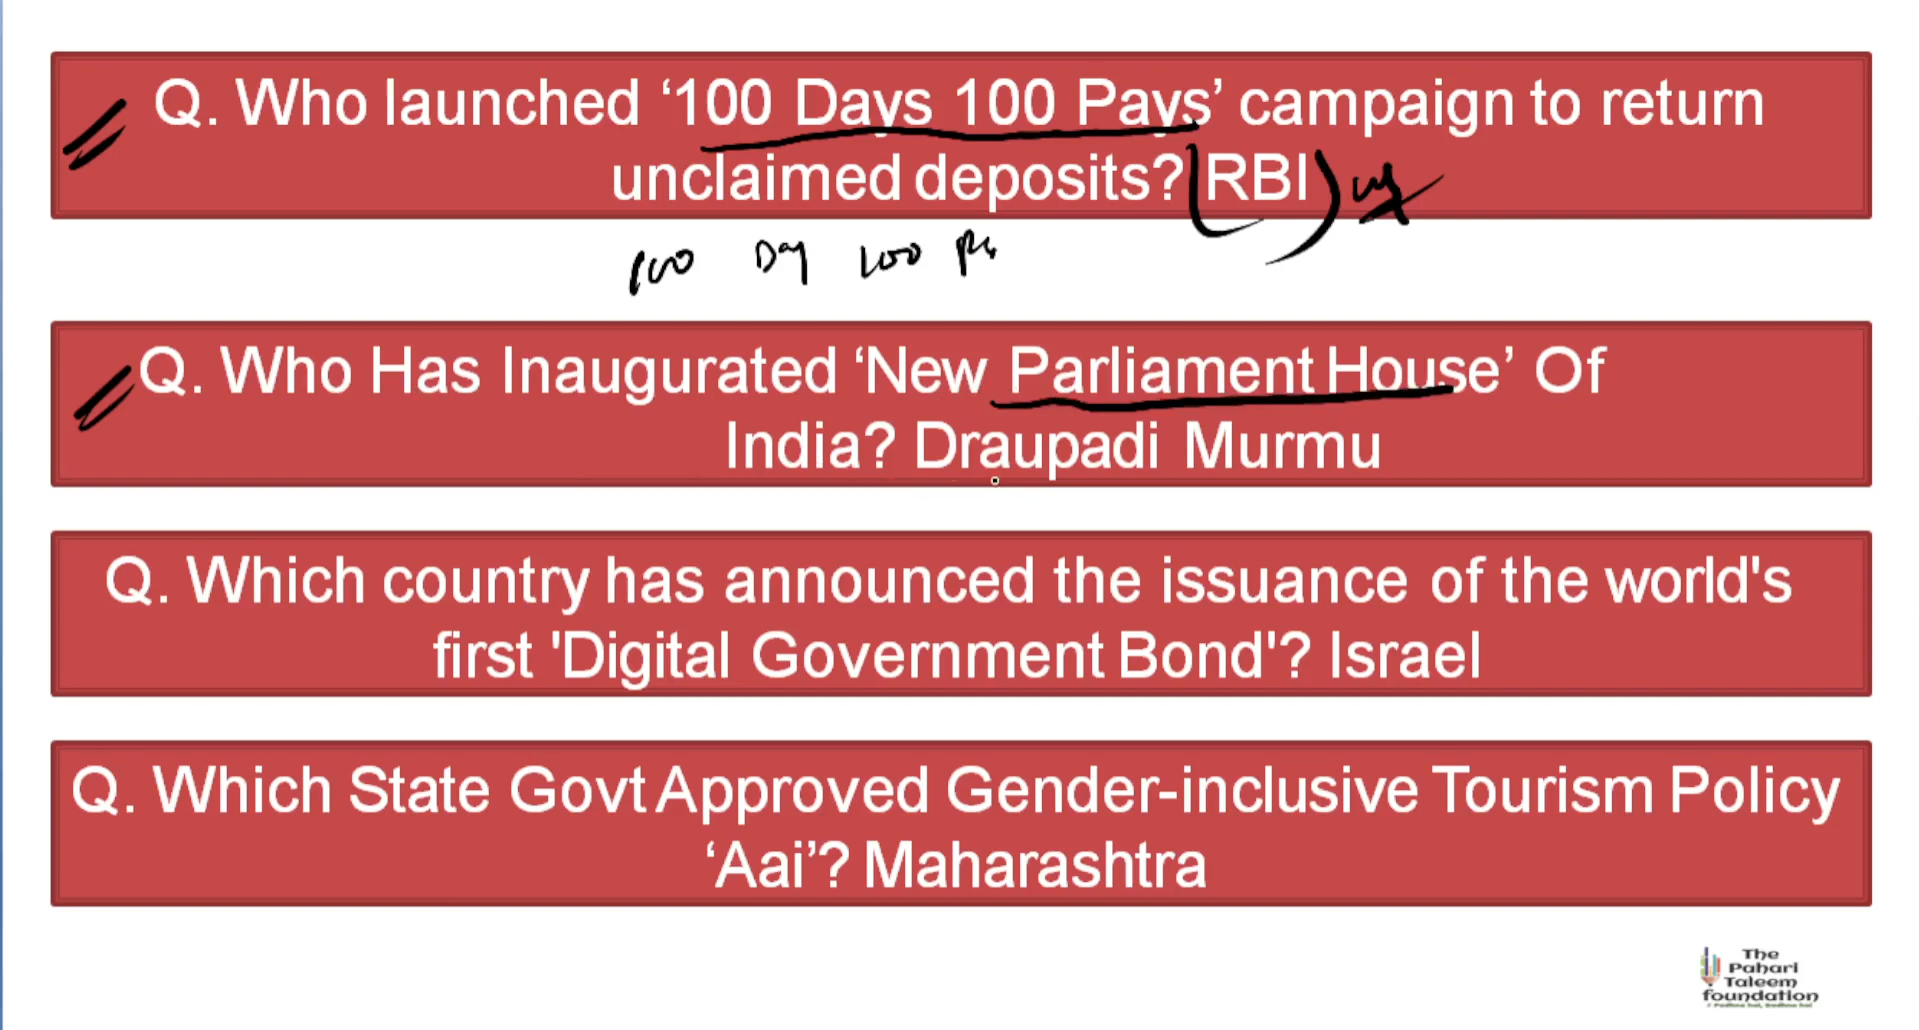 Q. Who launched ‘100 Days 100 Pays’ campaign to return
unclaimed deposits? (RBI)
100 Day 100
Q. Who Has Inaugurated ‘New Parliament House’ Of
India? Draupadi Murmu
Q. Which country has announced the issuance of the world's
first 'Digital Government Bond'? Israel
Q. Which State Govt Approved Gender-inclusive Tourism Policy
‘Aai’? Maharashtra
The
Pahari
Taleem
foundation